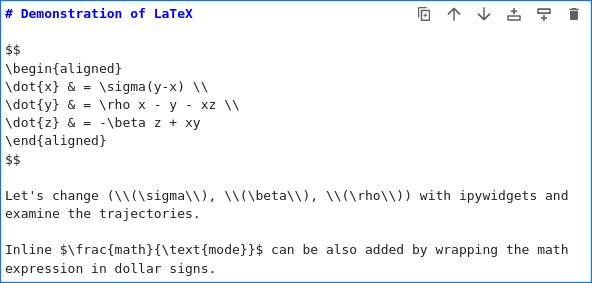 # Demonstration of LaTeX
$$
\begin{aligned}
\dot{x} & = \sigma(y-x) \\
\dot{y} & = \rho x - y - xz \\
\dot{z} & = -\beta z + xy
\end{aligned}
$$
Let's change (\\(\sigma\\), \\(\beta\\), \\(\rho\\)) with ipywidgets and
examine the trajectories.
Inline $\frac{math}{\text{mode}}$ can be also added by wrapping the math
expression in dollar signs.